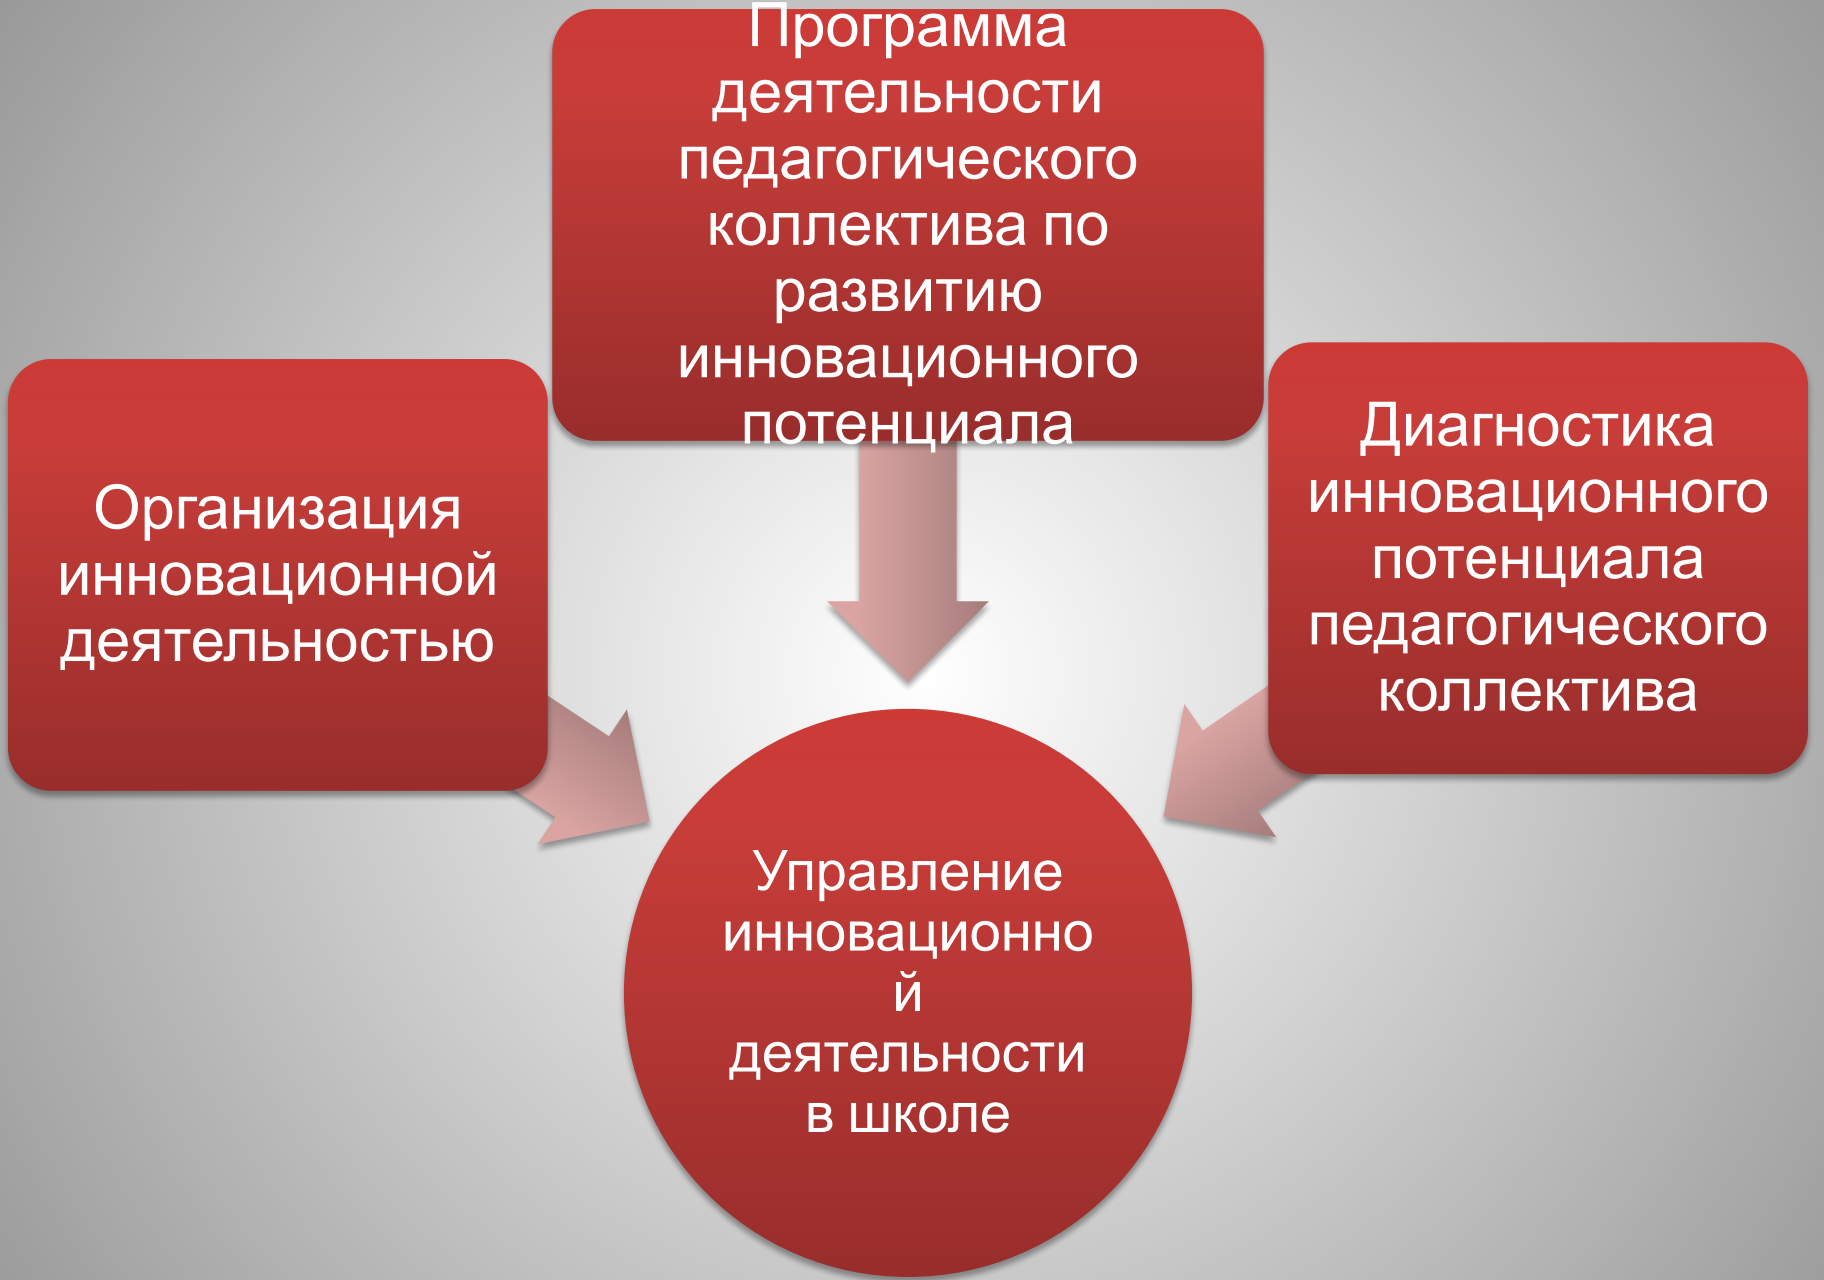 Программа
деятельности
педагогического
коллектива по
развитию
инновационного
потенциала
Организация
инновационной
деятельностью
Диагностика
инновационного
потенциала
педагогического
коллектива
Управление
инновационно
й
деятельности
в школе